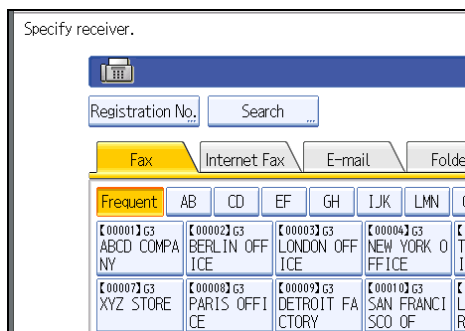 Specify receiver.
Registration No. Search
Fax Internet Fax E-mail Folde
Frequent AB CD EF GH IJK LMN
【00001】G3 【00002】G3 【00003】G3 【00004】G3
ABCD COMPA BERLIN OFF LONDON OFF NEW YORK O
NY ICE ICE FFICE
【00007】G3 【00008】G3 【00009】G3 【00010】G3
XYZ STORE PARIS OFFI DETROIT FA SAN FRANCI
CE CTORY SCO OF